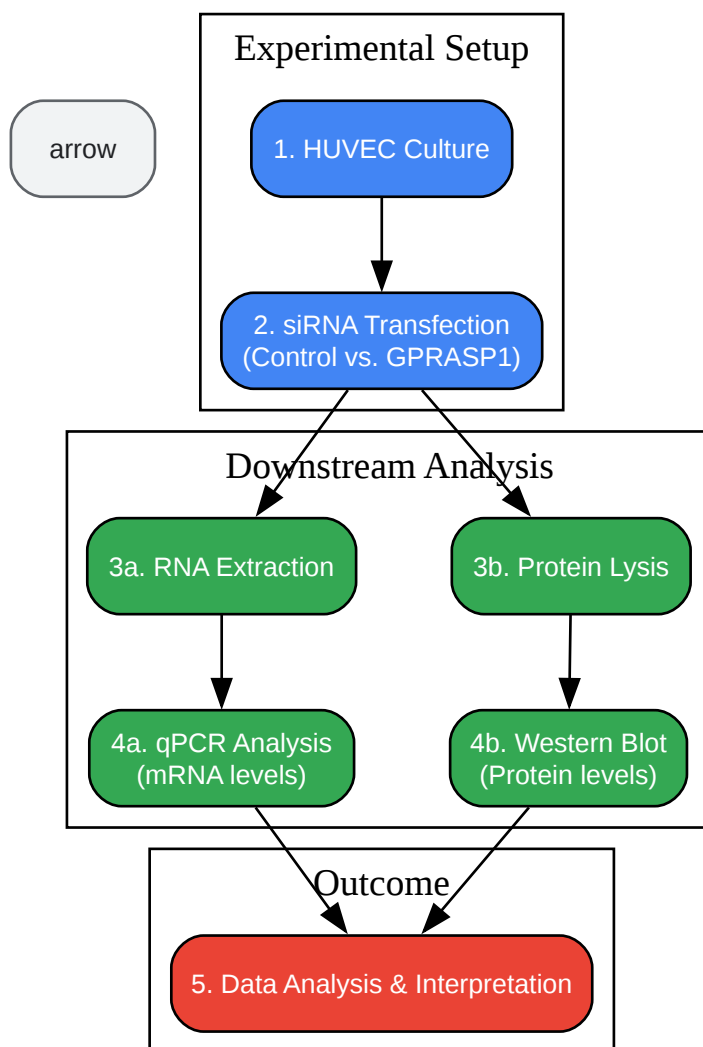 Experimental Setup
arrow
1. HUVEC Culture
2. siRNA Transfection
(Control vs. GPRASP1)
Downstream Analysis
3a. RNA Extraction
3b. Protein Lysis
4a. qPCR Analysis
(mRNA levels)
4b. Western Blot
(Protein levels)
Outcome
5. Data Analysis & Interpretation